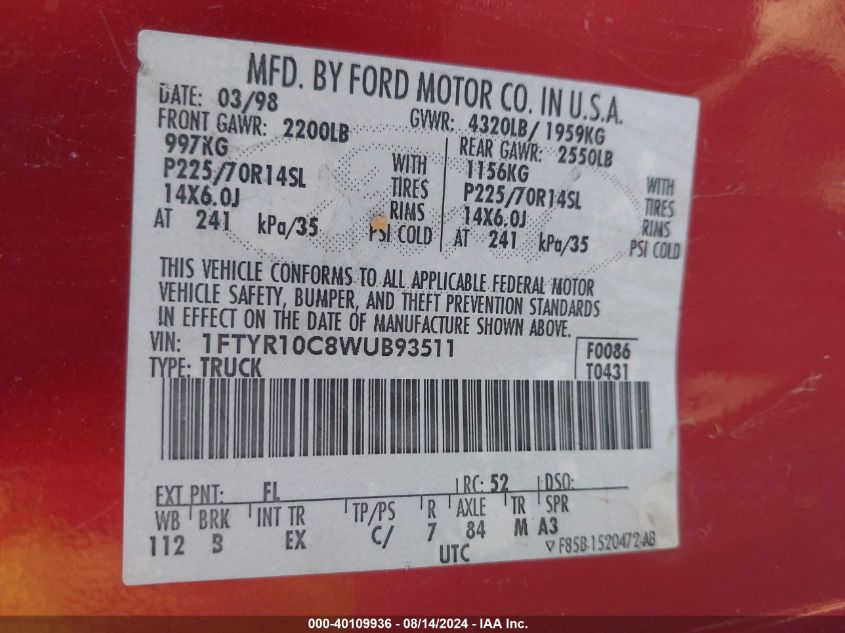 MFD. BY FORD MOTOR CO. IN U.S.A.
DATE: 03/98 GVWR: 4320LB/ 1959KG
FRONT GAWR: 2200LB REAR GAWR: 2550LB
997KG WITH 1156KG WITH
P225/70R14SL TIRES P225/70R14SL TIRES
14X6.0J RIMS 14X6.0J RIMS
AT 241 kPa/35 PSI COLD AT 241 kPa/35 PSI COLD
THIS VEHICLE CONFORMS TO ALL APPLICABLE FEDERAL MOTOR
VEHICLE SAFETY, BUMPER, AND THEFT PREVENTION STANDARDS
IN EFFECT ON THE DATE OF MANUFACTURE SHOWN ABOVE.
VIN: 1FTYR10C8WUB93511 F0086
TYPE: TRUCK T0431
EXT PNT: FL RC: 52 DSO:
WB BRK INT TR TP/PS R AXLE TR SPR
112 B EX C/ 7 84 M A3
UTC ▽ F85B-1520472-AB
000-40109936 - 08/14/2024 - IAA Inc.